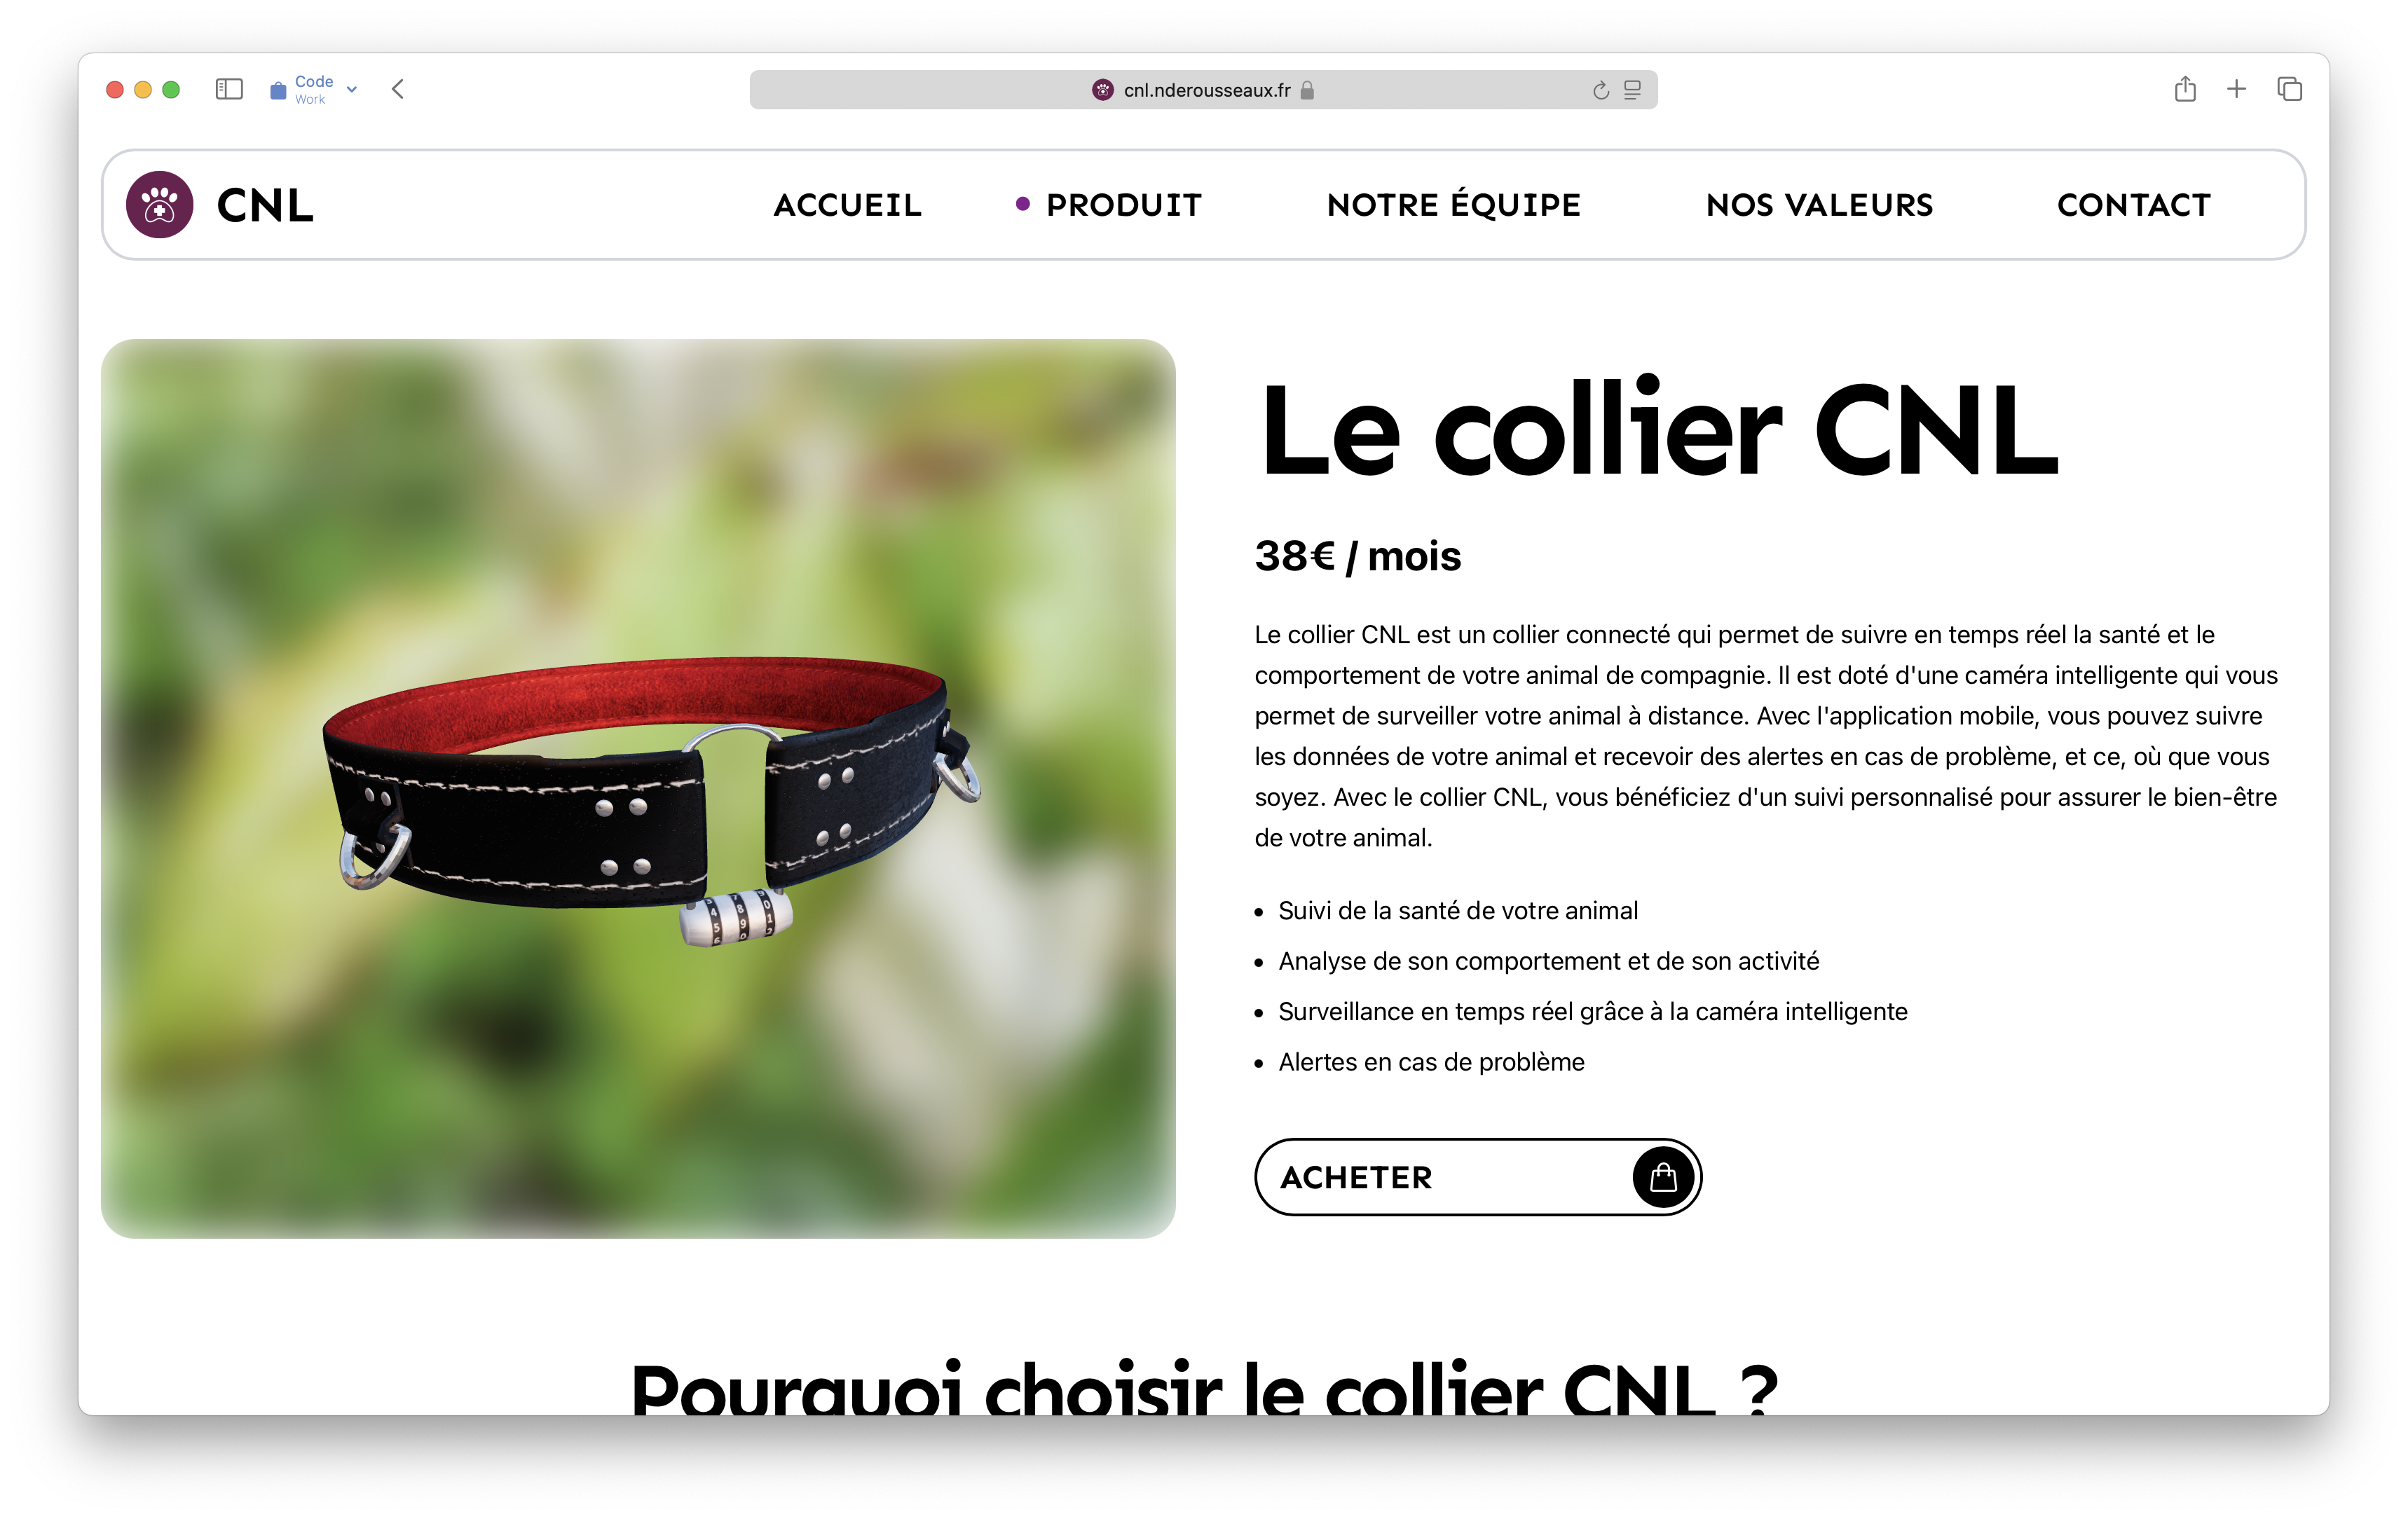 Code
Work
cnl.nderousseaux.fr
CNL
ACCUEIL
PRODUIT
NOTRE ÉQUIPE
NOS VALEURS
CONTACT
Le collier CNL
38€ / mois
Le collier CNL est un collier connecté qui permet de suivre en temps réel la santé et le
comportement de votre animal de compagnie. Il est doté d'une caméra intelligente qui vous
permet de surveiller votre animal à distance. Avec l'application mobile, vous pouvez suivre
les données de votre animal et recevoir des alertes en cas de problème, et ce, où que vous
soyez. Avec le collier CNL, vous bénéficiez d'un suivi personnalisé pour assurer le bien-être
de votre animal.
• Suivi de la santé de votre animal
• Analyse de son comportement et de son activité
• Surveillance en temps réel grâce à la caméra intelligente
• Alertes en cas de problème
ACHETER
Pourquoi choisir le collier CNL ?